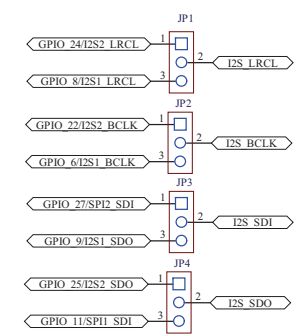 JP1
GPIO_24/I2S2_LRCL 1
2 I2S_LRCL
GPIO_8/I2S1_LRCL 3
JP2
GPIO_22/I2S2_BCLK 1
2 I2S_BCLK
GPIO_6/I2S1_BCLK 3
JP3
GPIO_27/SPI2_SDI 1
2 I2S_SDI
GPIO_9/I2S1_SDO 3
JP4
GPIO_25/I2S2_SDO 1
2 I2S_SDO
GPIO_11/SPI1_SDI 3